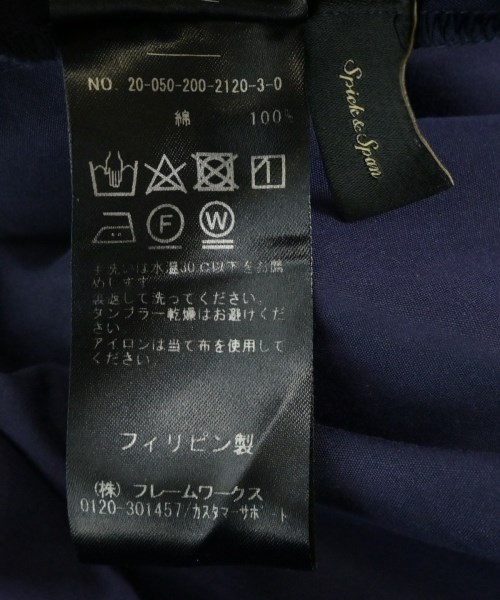 NO. 20-050-200-2120-3-0
綿 100%
F W
手洗いは水温30℃以下をお勧
めします
裏返して洗ってください。
タンブラー乾燥はお避けくだ
さい
アイロンは当て布を使用して
ください
フィリピン製
(株) フレームワークス
0120-301457/カスタマーサポート
Spick & Span